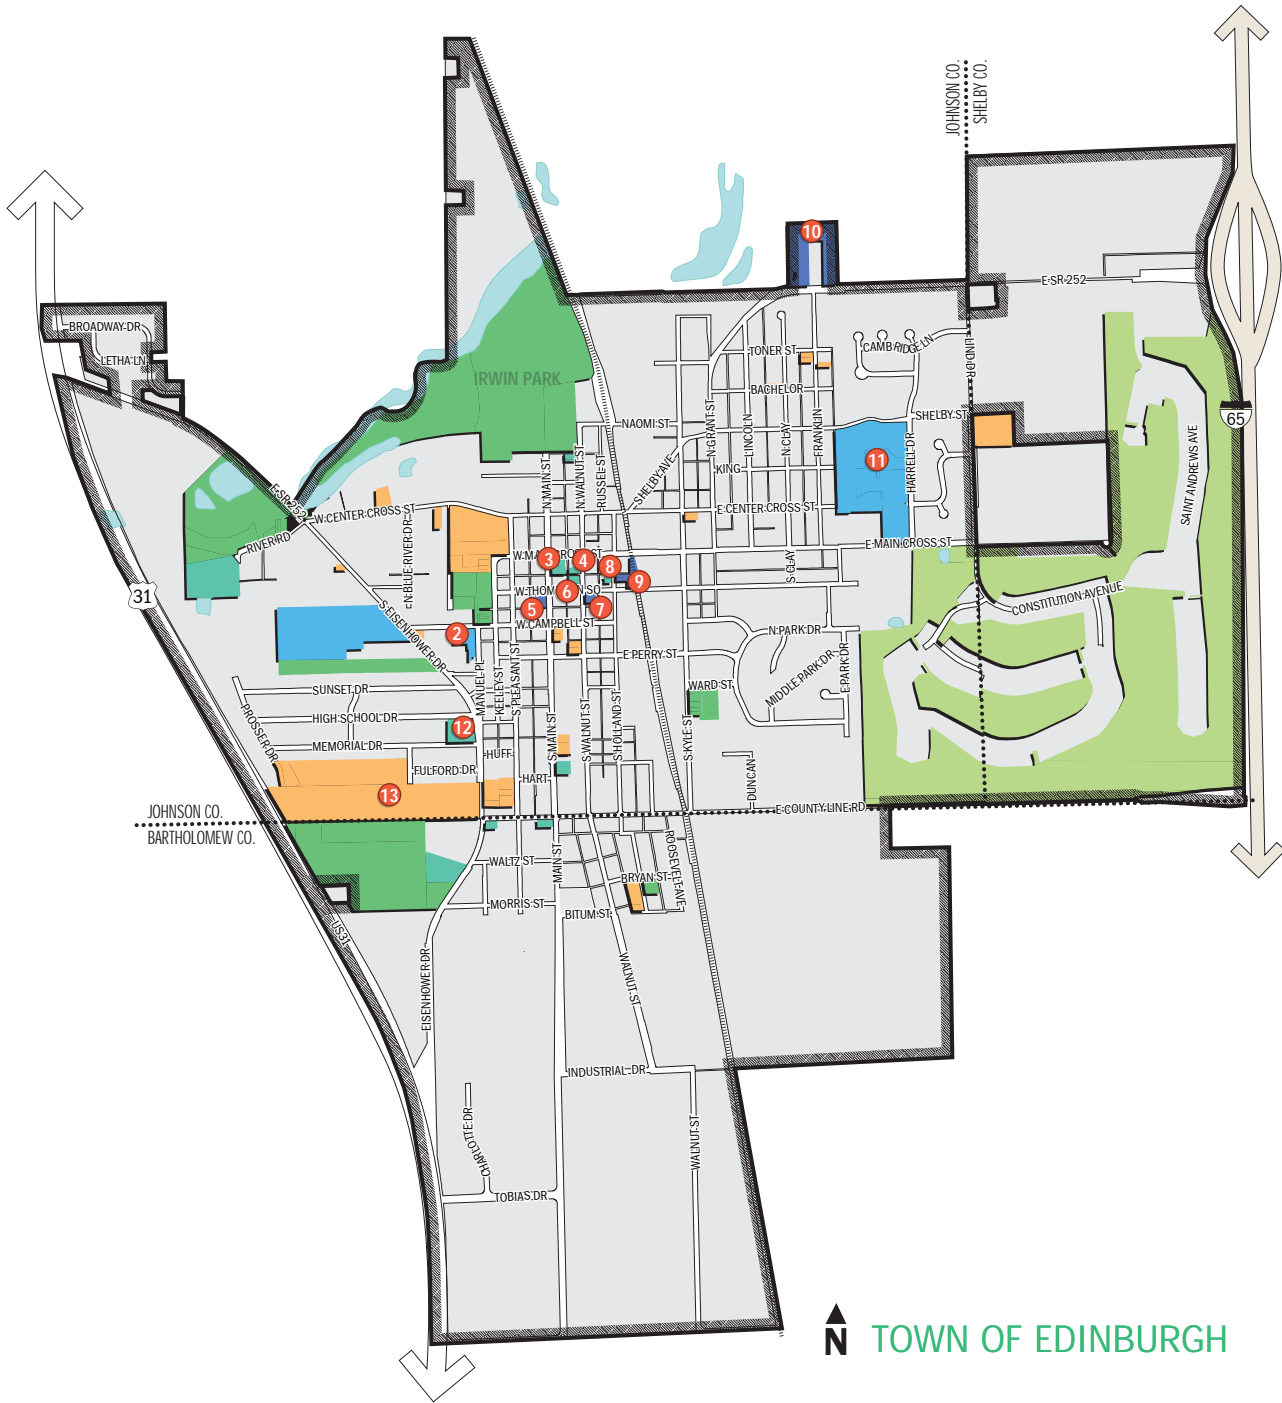 JOHNSON CO.
SHELBY CO.
10
BROADWAY DR
LETHA LN
IRWIN PARK
E SR 252
TONER ST
CAMBRIDGE LN
LIND DR
BACHELOR
NAOMI ST
SHELBY ST
N GRANT ST
LINCOLN
N CLAY
FRANKLIN
65
SAINT ANDREWS AVE
N MAIN ST
N WALNUT ST
RUSSEL ST
SHELBY AVE
KING
11
HARRELL DR
E SR 252
W CENTER CROSS ST
E CENTER CROSS ST
RIVER RD
N BLUE RIVER DR
E MAIN CROSS ST
3
4
8
9
S CLAY
31
6
5
7
CONSTITUTION AVENUE
S EISENHOWER DR
2
W CAMPBELL ST
N PARK DR
E PERRY ST
MIDDLE PARK DR
E PARK DR
SUNSET DR
MANUEL PL
KEELEY ST
S PLEASANT ST
WARD ST
PROSSER DR
HIGH SCHOOL DR
12
S MAIN ST
S WALNUT ST
S HOLLAND ST
S KYLE ST
MEMORIAL DR
HUFF
FULFORD DR
HART
DUNCAN
13
JOHNSON CO.
BARTHOLOMEW CO.
E COUNTY LINE RD
WALTZ ST
MAIN ST
ROOSEVELT AVE
BRYAN ST
MORRIS ST
BITUM ST
US 31
EISENHOWER DR
WALNUT ST
INDUSTRIAL DR
CHARLOTTE DR
WALNUT ST
TOBIAS DR
N
TOWN OF EDINBURGH